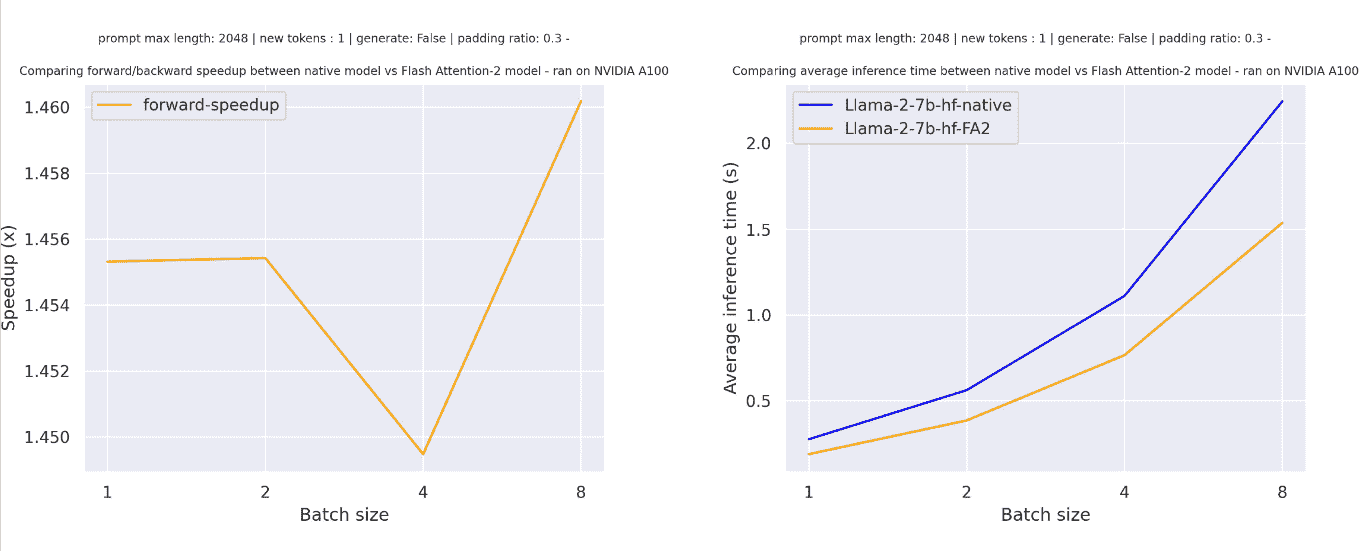 prompt max length: 2048 | new tokens : 1 | generate: False | padding ratio: 0.3 -
Comparing forward/backward speedup between native model vs Flash Attention-2 model - ran on NVIDIA A100
forward-speedup
1.460
1.458
1.456
1.454
1.452
1.450
Speedup (x)
1 2 4 8
Batch size
prompt max length: 2048 | new tokens : 1 | generate: False | padding ratio: 0.3 -
Comparing average inference time between native model vs Flash Attention-2 model - ran on NVIDIA A100
Llama-2-7b-hf-native
Llama-2-7b-hf-FA2
2.0
1.5
1.0
0.5
Average inference time (s)
1 2 4 8
Batch size